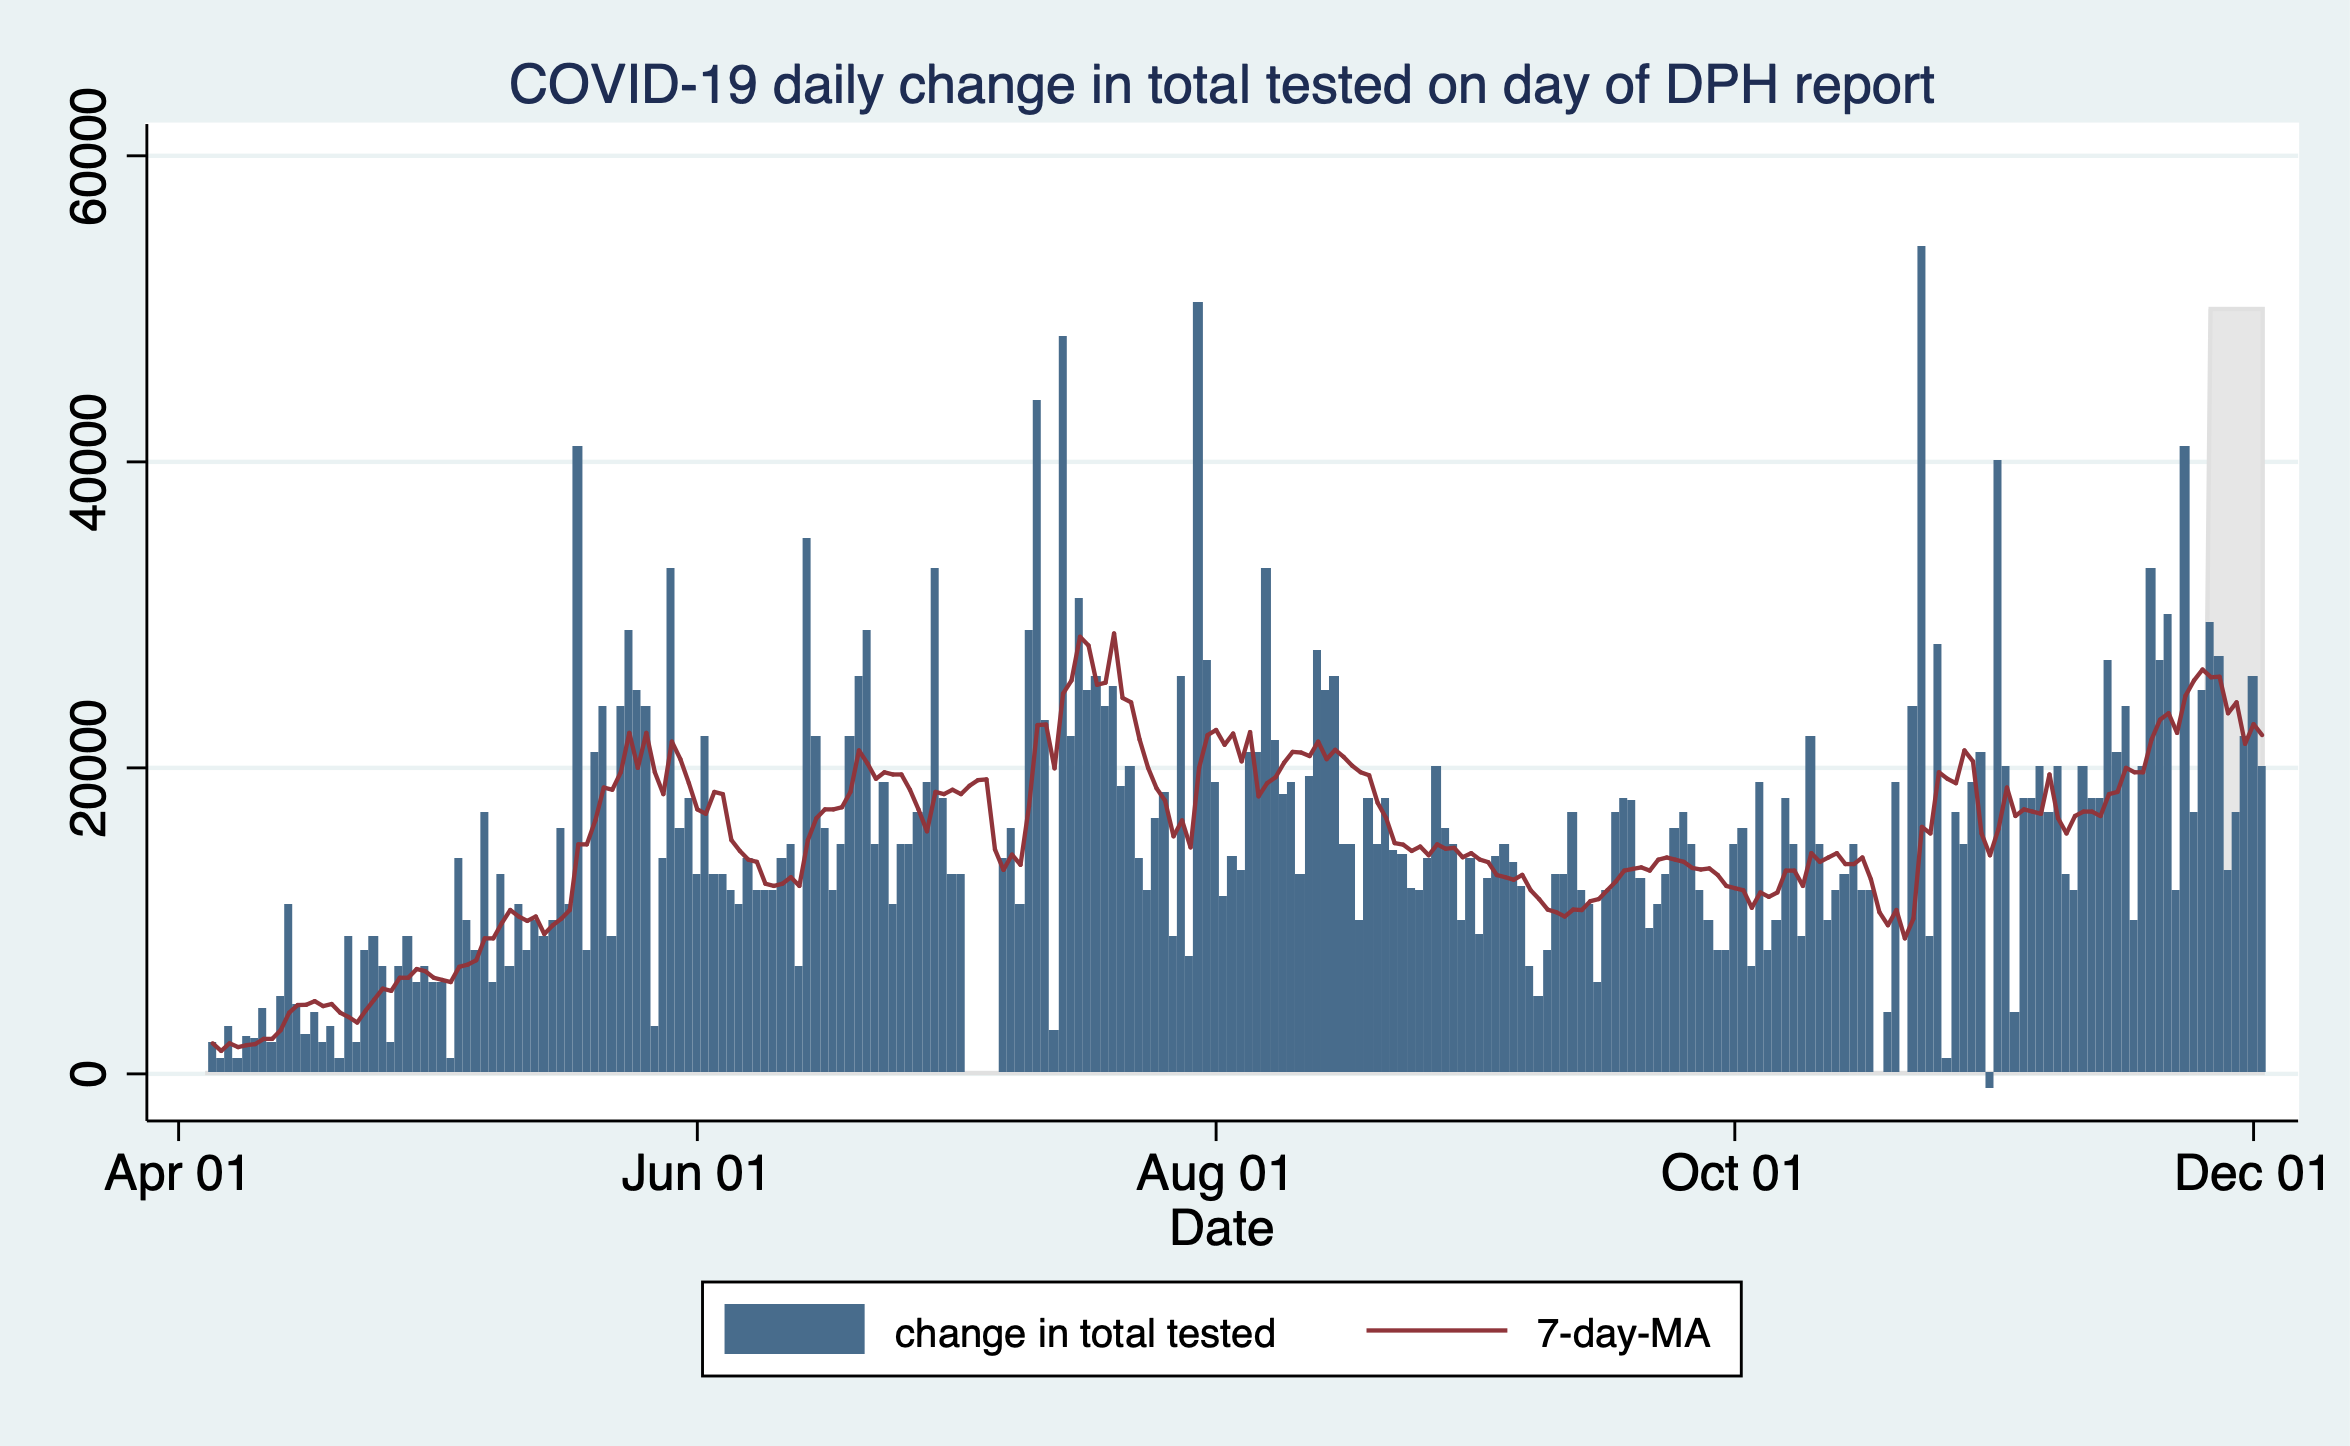 COVID-19 daily change in total tested on day of DPH report
60000
40000
20000
0
Apr 01
Jun 01
Aug 01
Oct 01
Dec 01
Date
change in total tested
7-day-MA